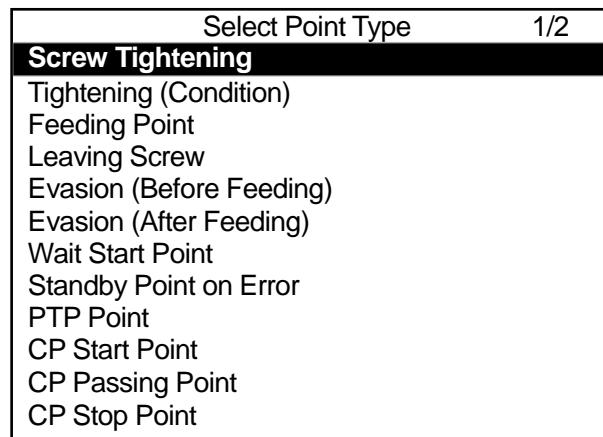 Select Point Type 1/2
Screw Tightening
Tightening (Condition)
Feeding Point
Leaving Screw
Evasion (Before Feeding)
Evasion (After Feeding)
Wait Start Point
Standby Point on Error
PTP Point
CP Start Point
CP Passing Point
CP Stop Point